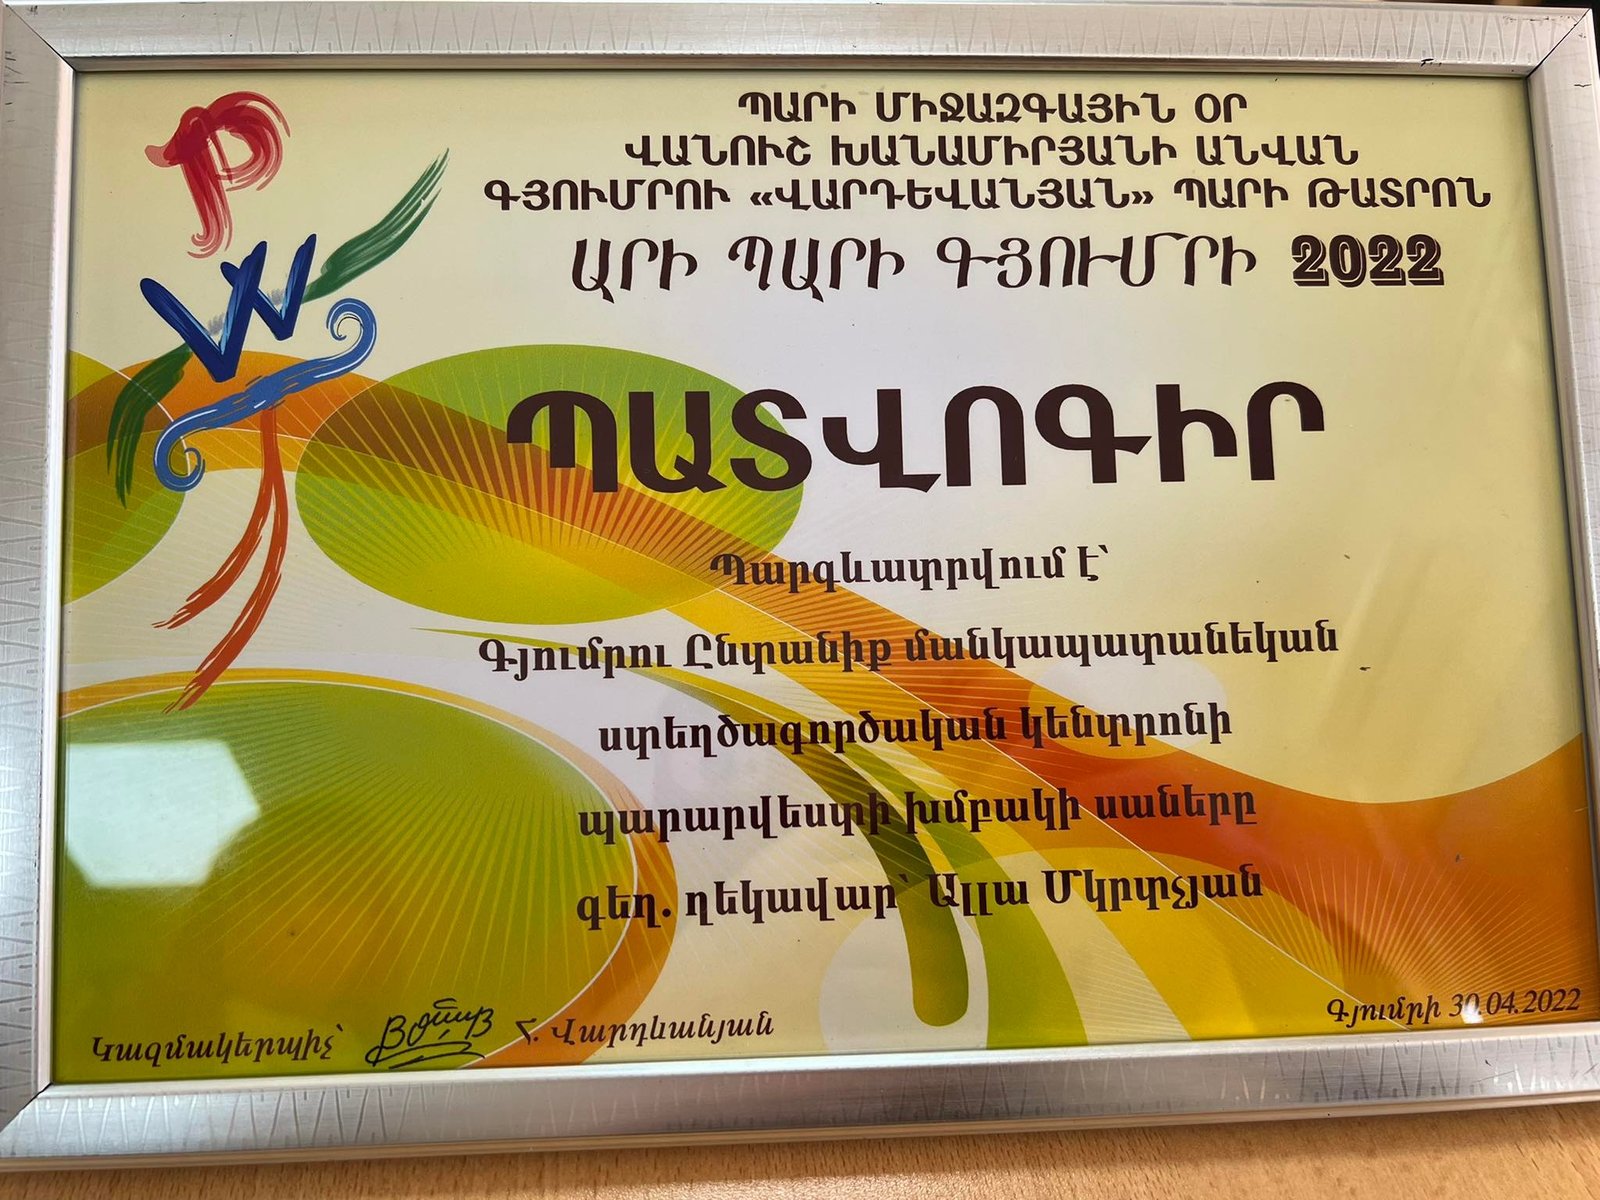 ՊԱՐԻ ՄԻՋԱԶԳԱՅԻՆ ՕՐ
ՎԱՆՈՒՇ ԽԱՆԱՄԻՐՅԱՆԻ ԱՆՎԱՆ
ԳՅՈՒՄՐՈՒ «ՎԱՐԴԵՎԱՆՅԱՆ» ՊԱՐԻ ԹԱՏՐՈՆ
ԱՐԻ ՊԱՐԻ ԳՅՈՒՄՐԻ 2022
ՊԱՏՎՈԳԻՐ
Պարգևատրվում է՝
Գյումրու Ընտանիք մանկապատանեկան
ստեղծագործական կենտրոնի
պարարվեստի խմբակի սաները
գեղ. ղեկավար՝ Ալլա Մկրտչյան
Կազմակերպիչ՝ Հ. Վարդևանյան
Գյումրի 30.04.2022